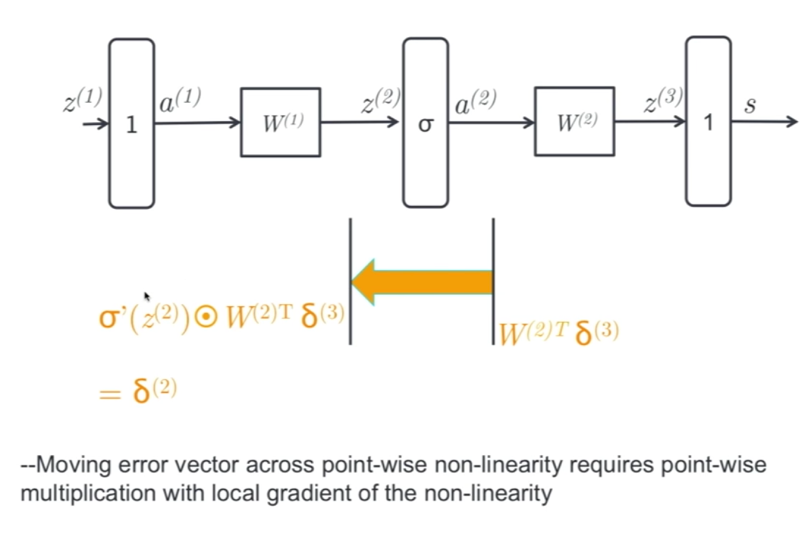 z⁽¹⁾ 1 a⁽¹⁾ W⁽¹⁾ z⁽²⁾ σ a⁽²⁾ W⁽²⁾ z⁽³⁾ 1 s
σ'(z⁽²⁾)⊙ W⁽²⁾ᵀ δ⁽³⁾
W⁽²⁾ᵀ δ⁽³⁾
= δ⁽²⁾
--Moving error vector across point-wise non-linearity requires point-wise
multiplication with local gradient of the non-linearity